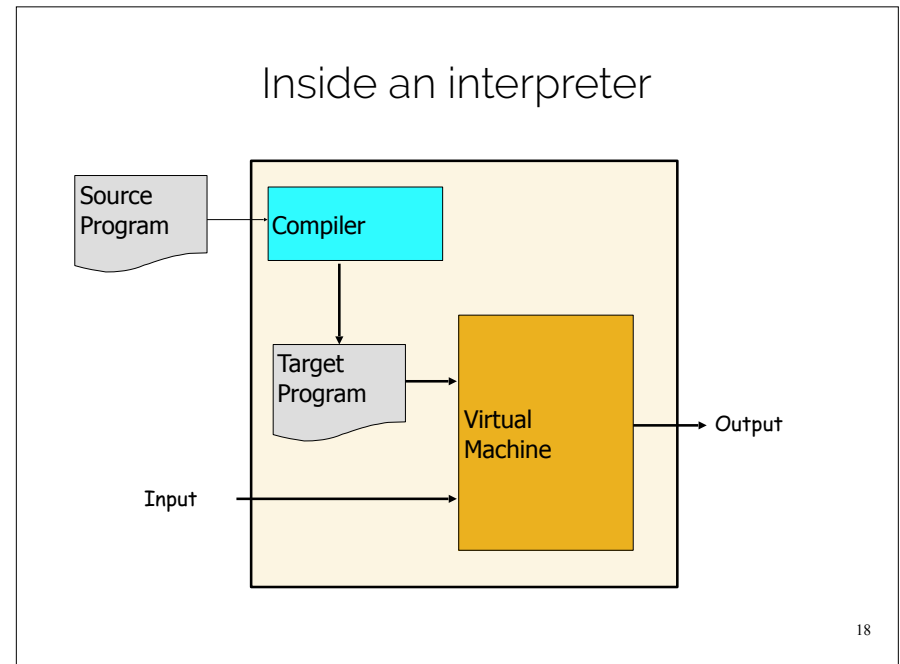 Inside an interpreter
Source
Program
Compiler
Target
Program
Virtual
Machine
Output
Input
18